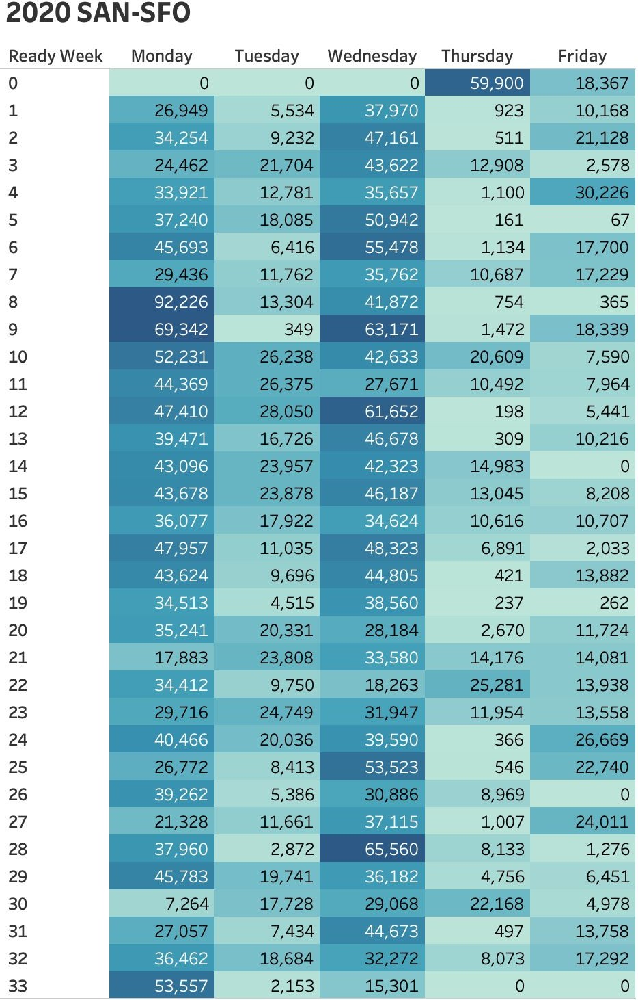 2020 SAN-SFO
Ready Week Monday Tuesday Wednesday Thursday Friday
0 0 0 0 59,900 18,367
1 26,949 5,534 37,970 923 10,168
2 34,254 9,232 47,161 511 21,128
3 24,462 21,704 43,622 12,908 2,578
4 33,921 12,781 35,657 1,100 30,226
5 37,240 18,085 50,942 161 67
6 45,693 6,416 55,478 1,134 17,700
7 29,436 11,762 35,762 10,687 17,229
8 92,226 13,304 41,872 754 365
9 69,342 349 63,171 1,472 18,339
10 52,231 26,238 42,633 20,609 7,590
11 44,369 26,375 27,671 10,492 7,964
12 47,410 28,050 61,652 198 5,441
13 39,471 16,726 46,678 309 10,216
14 43,096 23,957 42,323 14,983 0
15 43,678 23,878 46,187 13,045 8,208
16 36,077 17,922 34,624 10,616 10,707
17 47,957 11,035 48,323 6,891 2,033
18 43,624 9,696 44,805 421 13,882
19 34,513 4,515 38,560 237 262
20 35,241 20,331 28,184 2,670 11,724
21 17,883 23,808 33,580 14,176 14,081
22 34,412 9,750 18,263 25,281 13,938
23 29,716 24,749 31,947 11,954 13,558
24 40,466 20,036 39,590 366 26,669
25 26,772 8,413 53,523 546 22,740
26 39,262 5,386 30,886 8,969 0
27 21,328 11,661 37,115 1,007 24,011
28 37,960 2,872 65,560 8,133 1,276
29 45,783 19,741 36,182 4,756 6,451
30 7,264 17,728 29,068 22,168 4,978
31 27,057 7,434 44,673 497 13,758
32 36,462 18,684 32,272 8,073 17,292
33 53,557 2,153 15,301 0 0